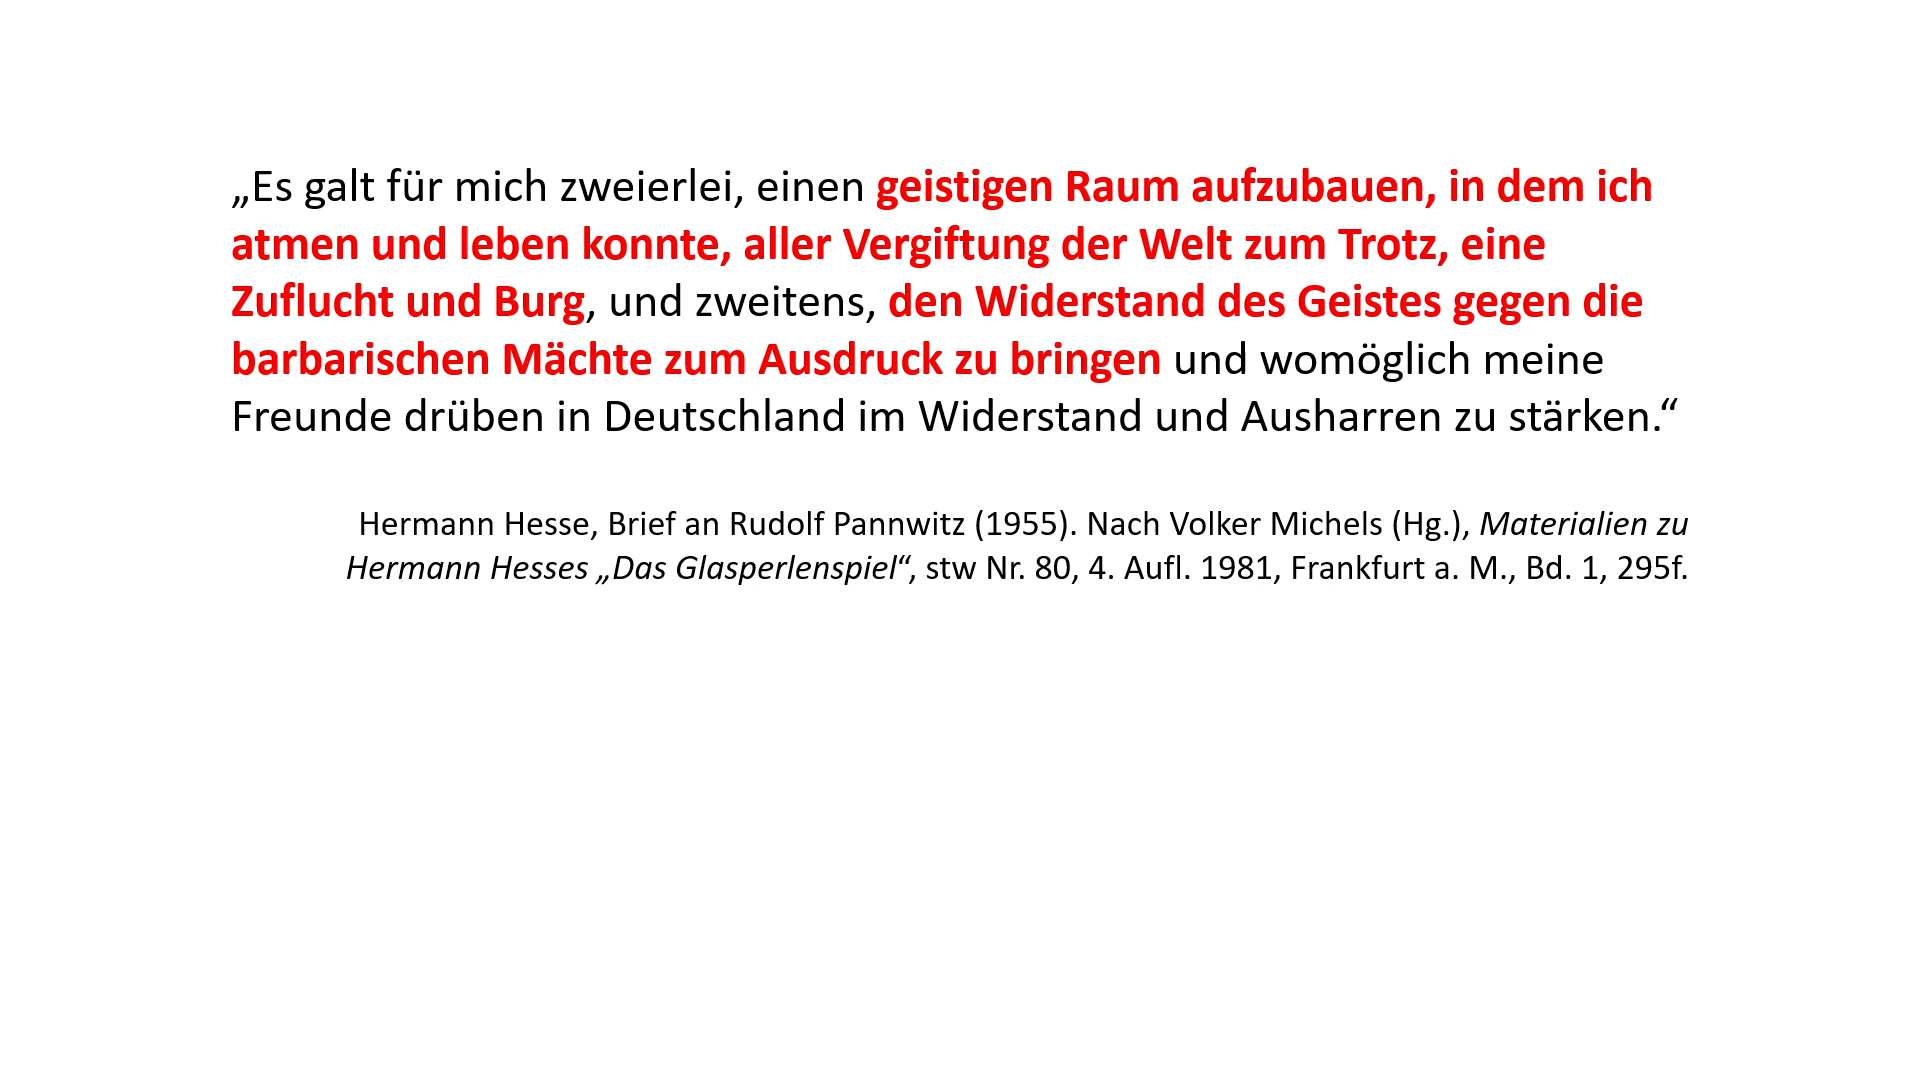 „Es galt für mich zweierlei, einen geistigen Raum aufzubauen, in dem ich
atmen und leben konnte, aller Vergiftung der Welt zum Trotz, eine
Zuflucht und Burg, und zweitens, den Widerstand des Geistes gegen die
barbarischen Mächte zum Ausdruck zu bringen und womöglich meine
Freunde drüben in Deutschland im Widerstand und Ausharren zu stärken.“
Hermann Hesse, Brief an Rudolf Pannwitz (1955). Nach Volker Michels (Hg.), Materialien zu
Hermann Hesses „Das Glasperlenspiel“, stw Nr. 80, 4. Aufl. 1981, Frankfurt a. M., Bd. 1, 295f.